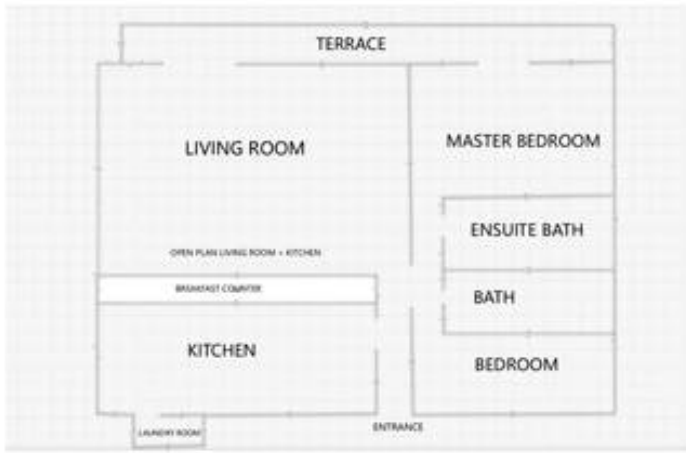 TERRACE
LIVING ROOM
MASTER BEDROOM
ENSUITE BATH
OPEN PLAN LIVING ROOM + KITCHEN
BREAKFAST COUNTER
BATH
KITCHEN
BEDROOM
ENTRANCE
LAUNDRY ROOM